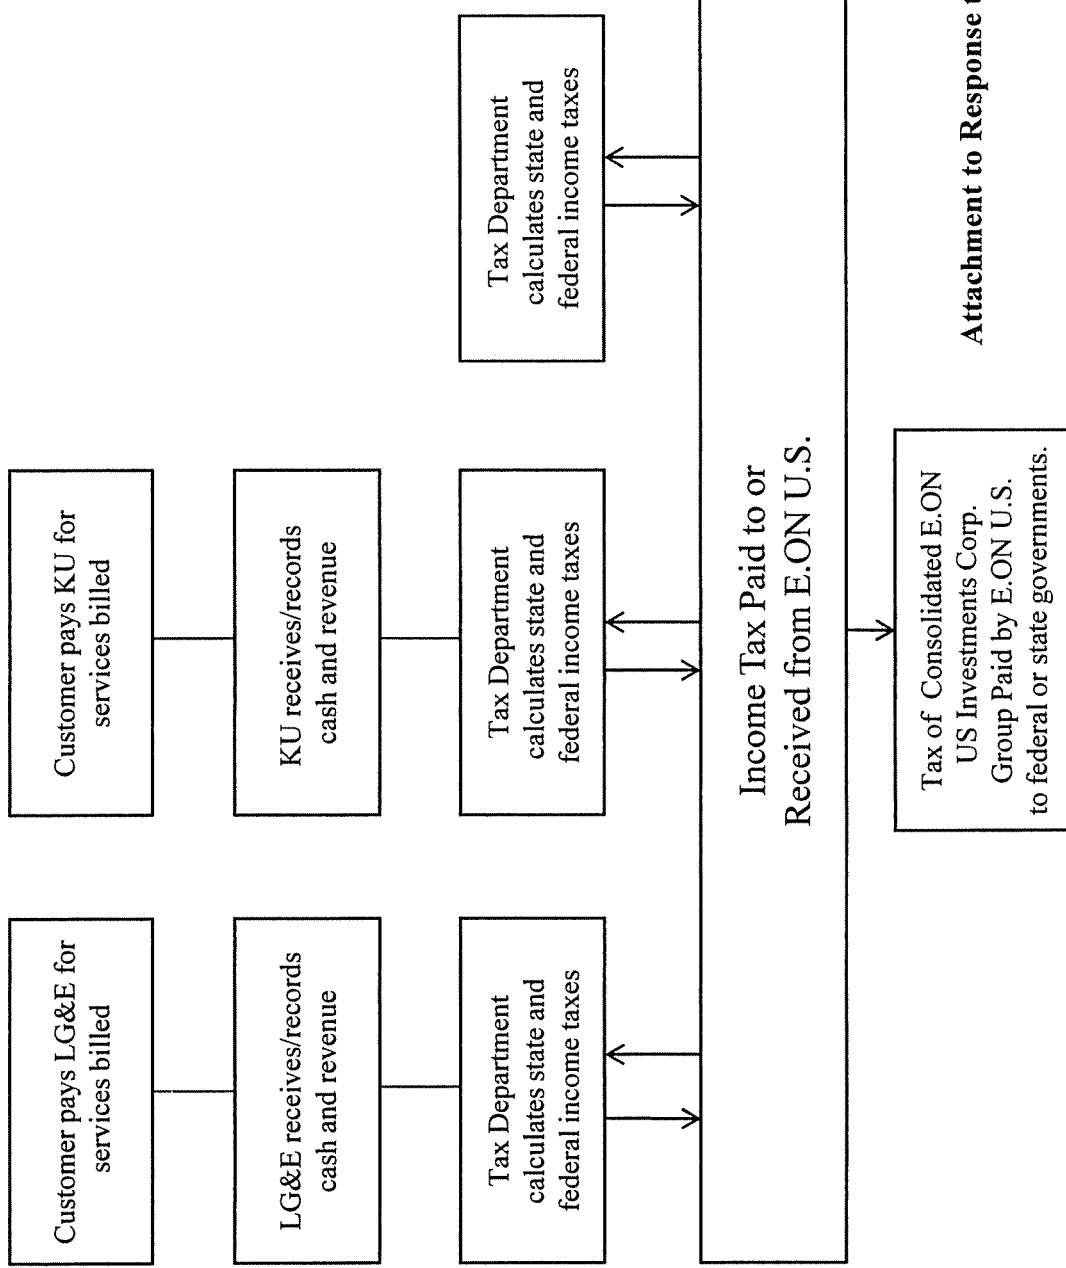 Customer pays LG&E for
services billed
LG&E receives/records
cash and revenue
Tax Department
calculates state and
federal income taxes
Customer pays KU for
services billed
KU receives/records
cash and revenue
Tax Department
calculates state and
federal income taxes
Tax Department
calculates state and
federal income taxes
Income Tax Paid to or
Received from E.ON U.S.
Tax of Consolidated E.ON
US Investments Corp.
Group Paid by E.ON U.S.
to federal or state governments.
Attachment to Response